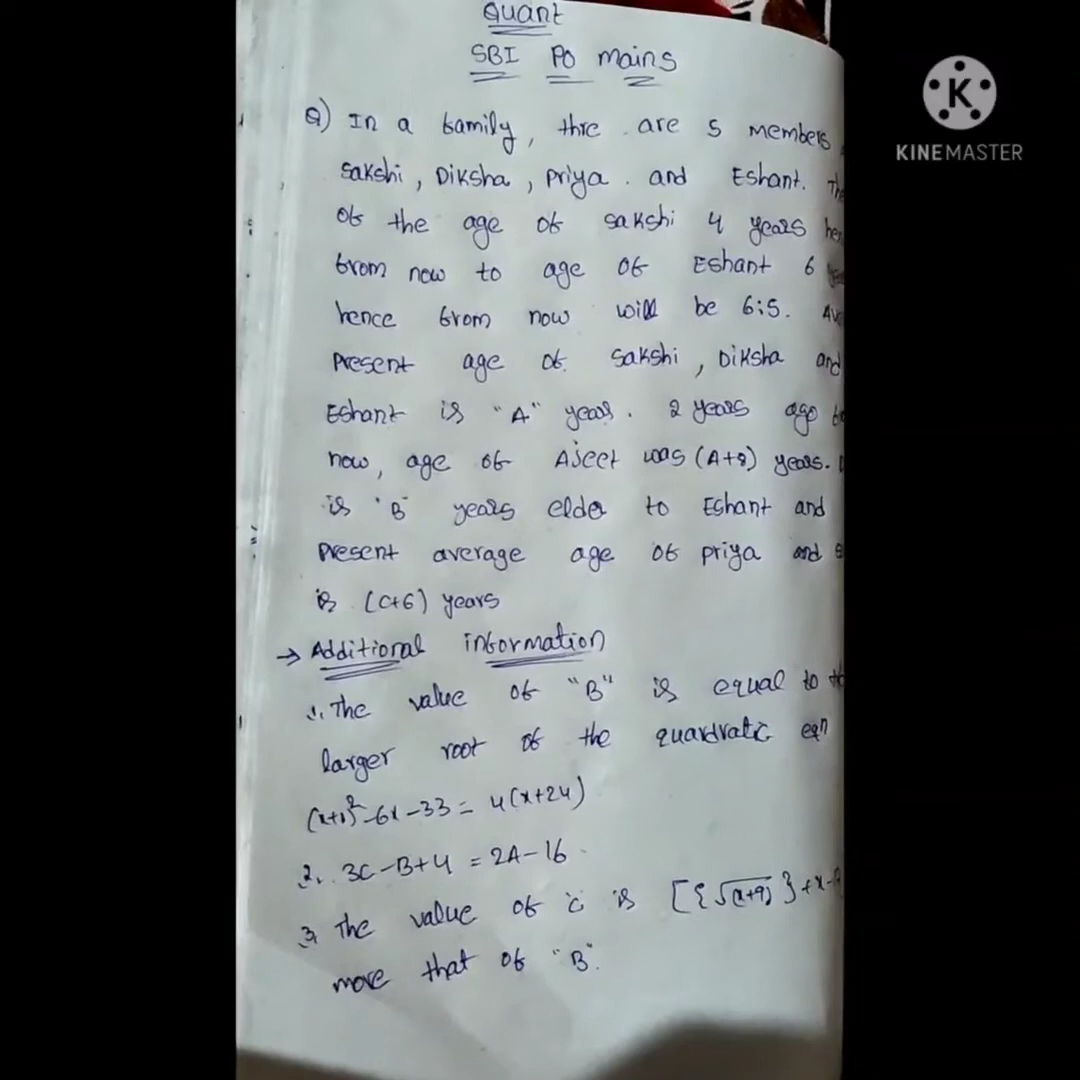 Quant
SBI PO mains
Q) In a family, thre are 5 members
Sakshi, Diksha, Priya and Eshant. The
of the age of sakshi 4 years hen
from now to age of Eshant 6
hence from now will be 6:5. Av
Present age of sakshi, Diksha and
Eshant is "A" years. 2 years ago
now, age of Ajeet was (A+8) years.
is "B" years elder to Eshant and
Present average age of priya and s
is (C+6) years
→ Additional information
1. The value of "B" is equal to th
larger root of the quardratic eqn
(x+1)²-6x-33 = 4(x+24)
2. 3C-B+4 = 2A-16
3. The value of "c" is [{√(x+9)}+x-
more that of "B".
K
KINEMASTER